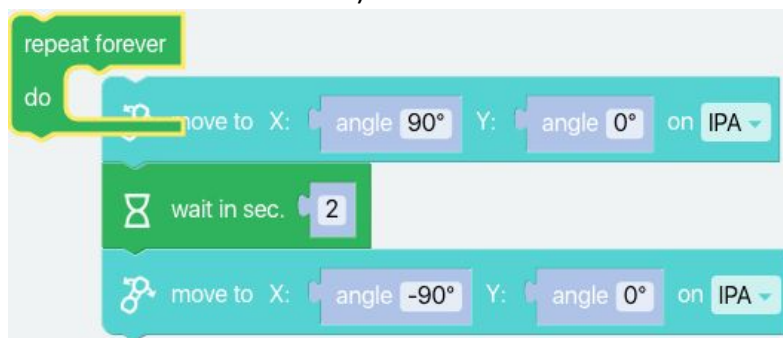 repeat forever
do
move to X: angle 90° Y: angle 0° on IPA
wait in sec. 2
move to X: angle -90° Y: angle 0° on IPA